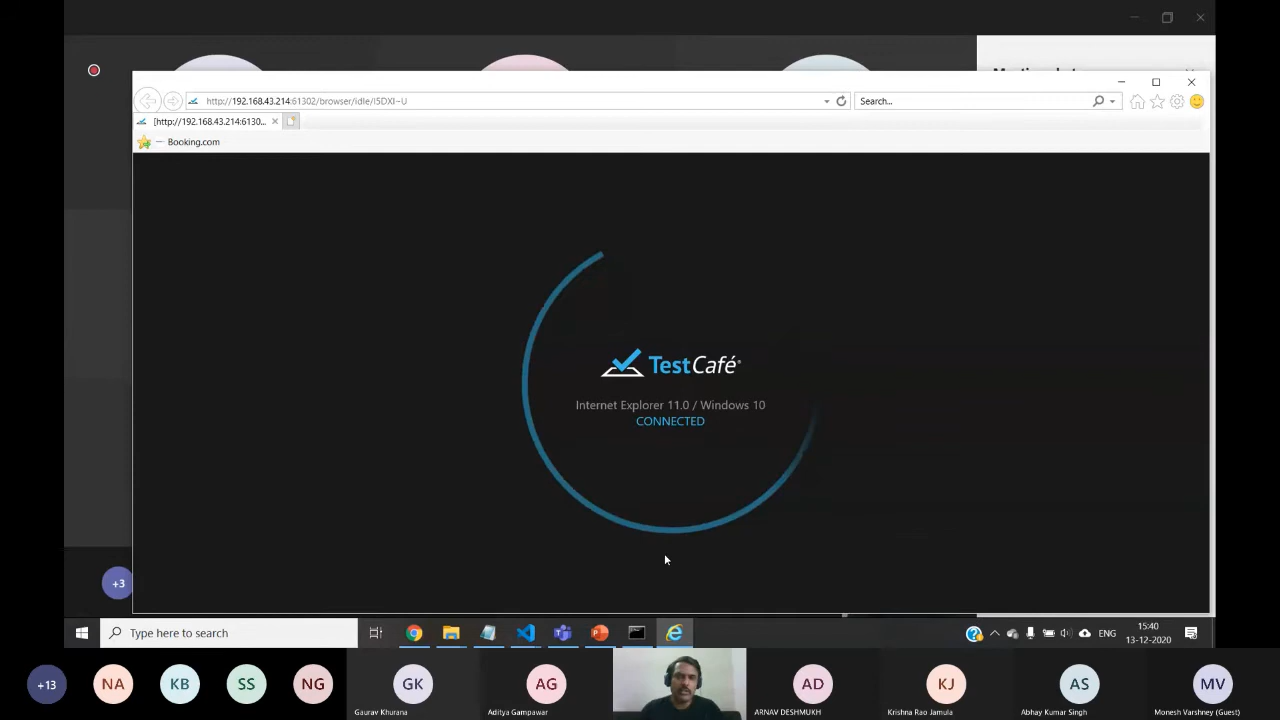 http://192.168.43.214:61302/browser/idle/I5DXI~U
Search...
[http://192.168.43.214:6130...
Booking.com
TestCafé®
Internet Explorer 11.0 / Windows 10
CONNECTED
+3
Type here to search
ENG
15:40
13-12-2020
+13
NA
KB
SS
NG
GK
Gaurav Khurana
AG
Aditya Gampawar
AD
ARNAV DESHMUKH
KJ
Krishna Rao Jamula
AS
Abhay Kumar Singh
MV
Monesh Varshney (Guest)